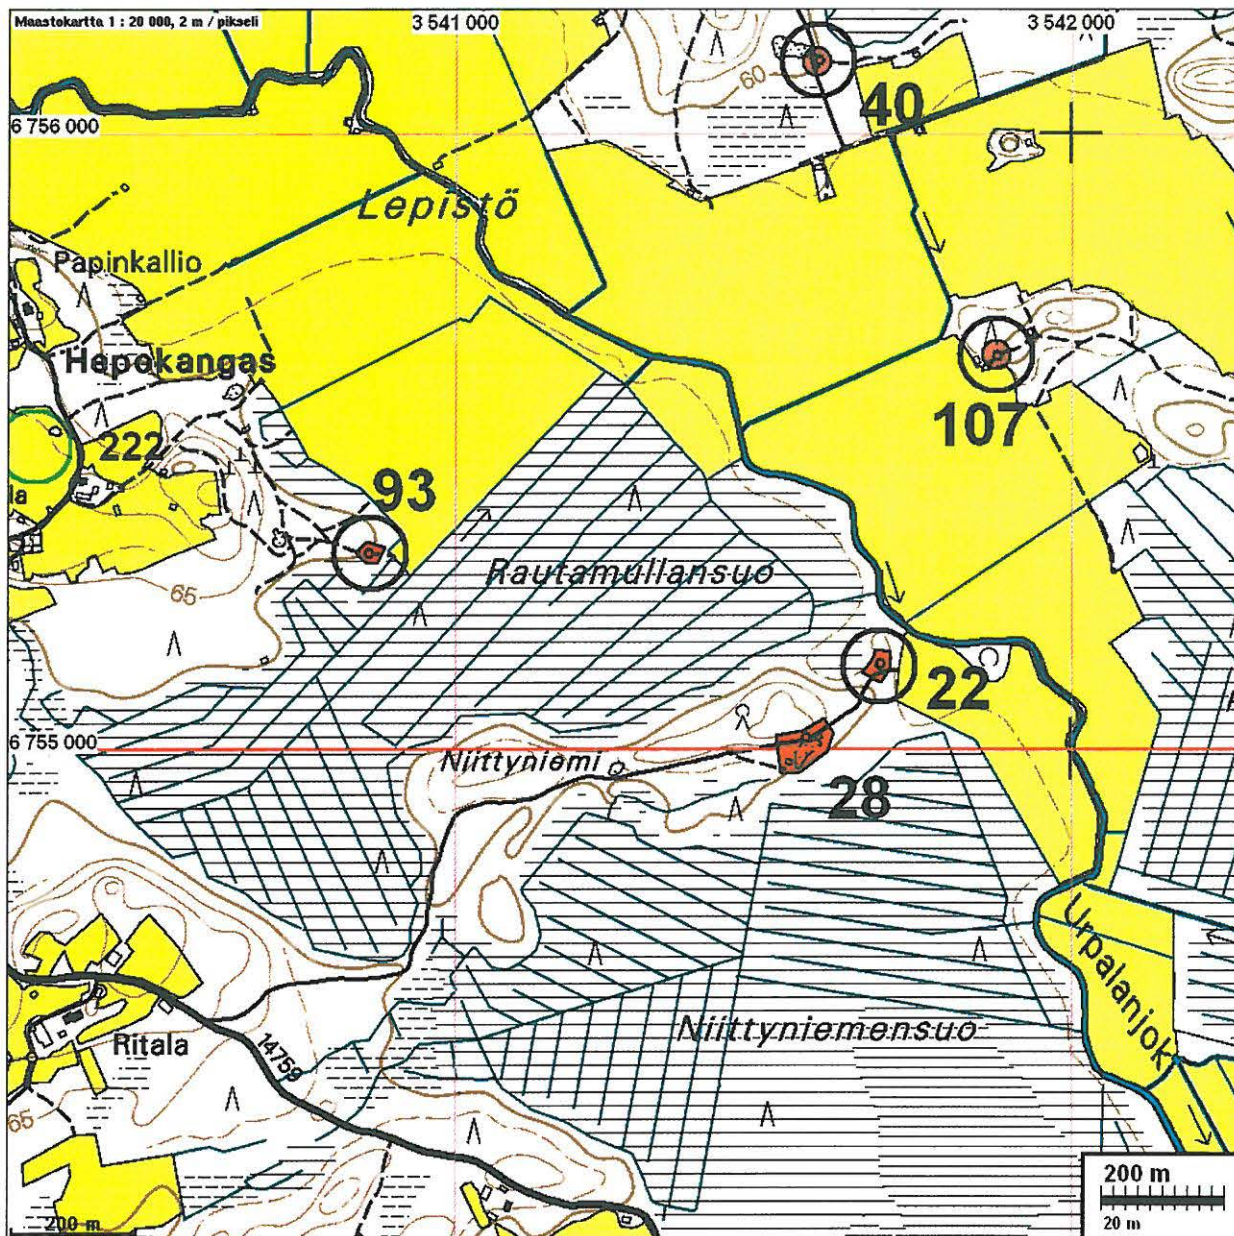 Maastokartta 1 : 20 000, 2 m / pikseli
3 541 000
3 542 000
60
40
6 756 000
Lepistö
Papinkallio
Hepokangas
107
222
93
la
65
Rautamullansuo
22
6 755 000
Niittyniemi
28
Urpalanjok
Niittyniemensuo
Ritala
14759
65
200 m
20 m
200 m